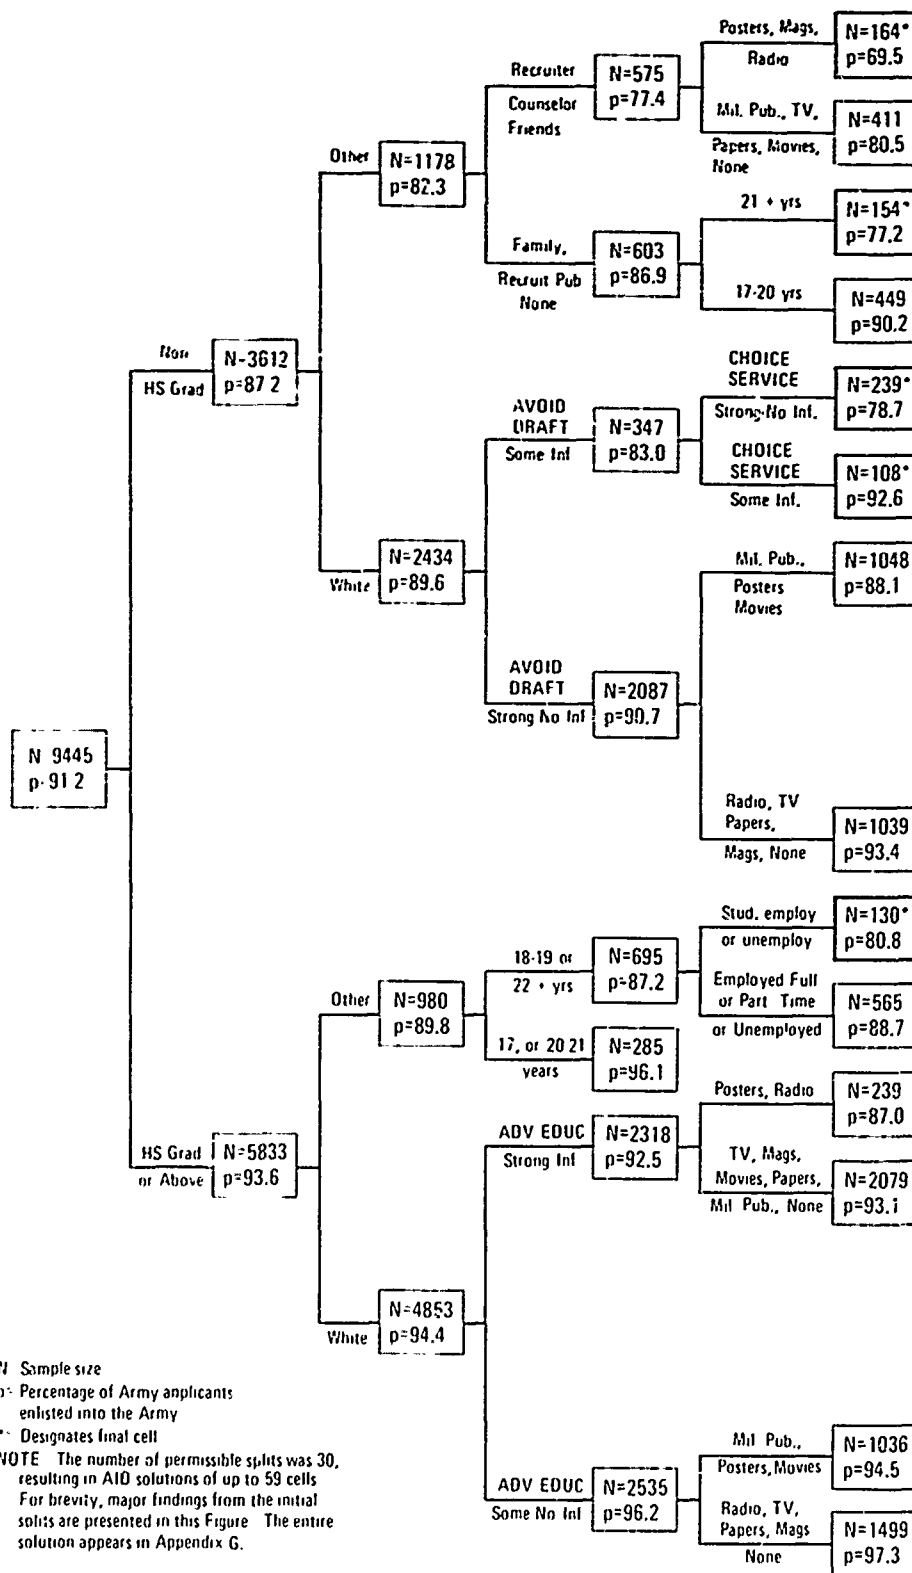 Posters, Mags,
Radio
N=164*
p=69.5
Recruiter
Counselor
Friends
N=575
p=77.4
Mil. Pub., TV,
Papers, Movies,
None
N=411
p=80.5
Other
N=1178
p=82.3
21 + yrs
N=154*
p=77.2
Family,
Recruit Pub
None
N=603
p=86.9
17-20 yrs
N=449
p=90.2
Non
HS Grad
N-3612
p=87 2
CHOICE
SERVICE
Strong-No Inf.
N=239*
p=78.7
AVOID
DRAFT
Some Inf
N=347
p=83.0
CHOICE
SERVICE
Some Inf.
N=108*
p=92.6
White
N=2434
p=89.6
Mil. Pub.,
Posters
Movies
N=1048
p=88.1
AVOID
DRAFT
Strong No Inf
N=2087
p=90.7
Radio, TV
Papers,
Mags, None
N=1039
p=93.4
N 9445
p-91 2
Stud. employ
or unemploy
N=130*
p=80.8
18-19 or
22 + yrs
N=695
p=87.2
Employed Full
or Part Time
or Unemployed
N=565
p=88.7
Other
N=980
p=89.8
17, or 20 21
years
N=285
p=96.1
HS Grad
or Above
N=5833
p=93.6
Posters, Radio
N=239
p=87.0
ADV EDUC
Strong Inf
N=2318
p=92.5
TV, Mags,
Movies, Papers,
Mil Pub., None
N=2079
p=93.1
White
N=4853
p=94.4
Mil Pub.,
Posters, Movies
N=1036
p=94.5
ADV EDUC
Some No Inf
N=2535
p=96.2
Radio, TV,
Papers, Mags
None
N=1499
p=97.3
N Sample size
p- Percentage of Army applicants
enlisted into the Army
*- Designates final cell
NOTE The number of permissible splits was 30,
resulting in AID solutions of up to 59 cells
For brevity, major findings from the initial
splits are presented in this Figure The entire
solution appears in Appendix G.